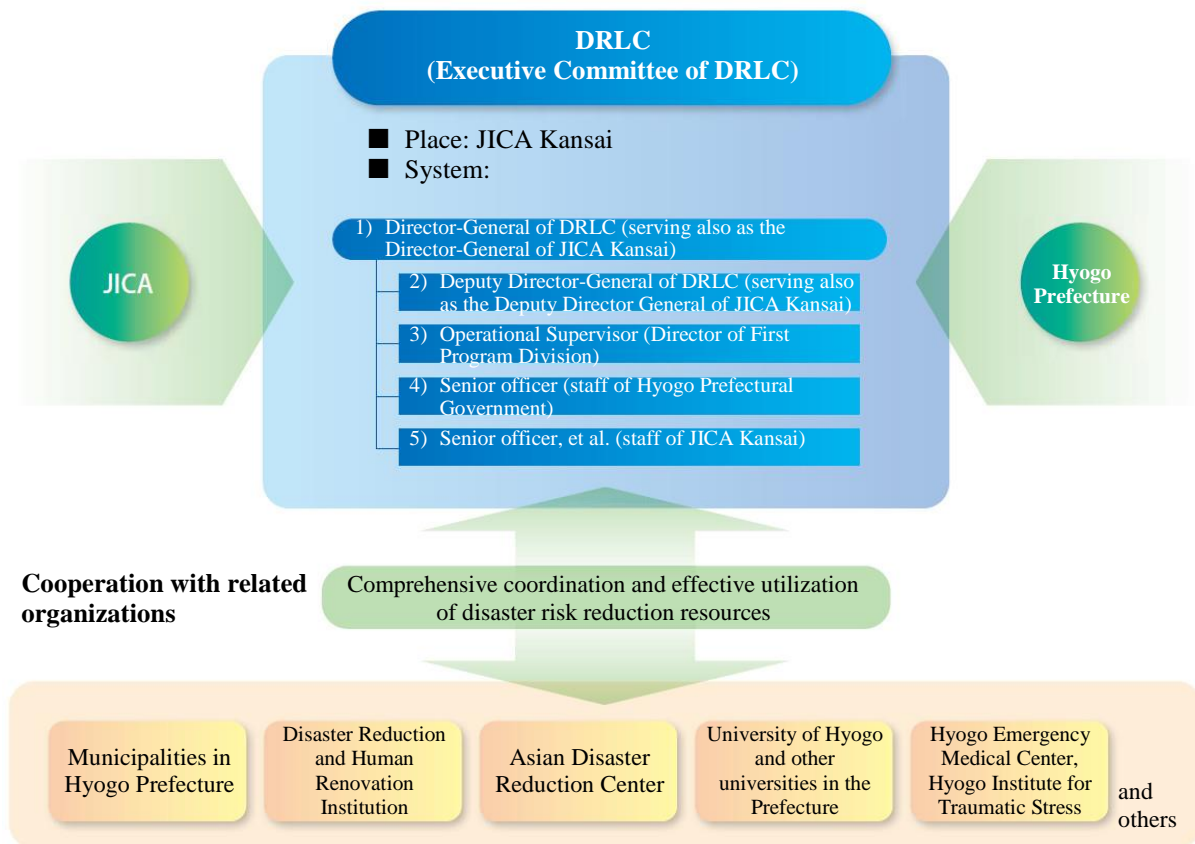 DRLC
(Executive Committee of DRLC)
■ Place: JICA Kansai
■ System:
1) Director-General of DRLC (serving also as the
Director-General of JICA Kansai)
2) Deputy Director-General of DRLC (serving also
as the Deputy Director General of JICA Kansai)
3) Operational Supervisor (Director of First
Program Division)
4) Senior officer (staff of Hyogo Prefectural
Government)
5) Senior officer, et al. (staff of JICA Kansai)
JICA
Hyogo
Prefecture
Cooperation with related
organizations
Comprehensive coordination and effective utilization
of disaster risk reduction resources
Municipalities in
Hyogo Prefecture
Disaster Reduction
and Human
Renovation
Institution
Asian Disaster
Reduction Center
University of Hyogo
and other
universities in the
Prefecture
Hyogo Emergency
Medical Center,
Hyogo Institute for
Traumatic Stress
and
others